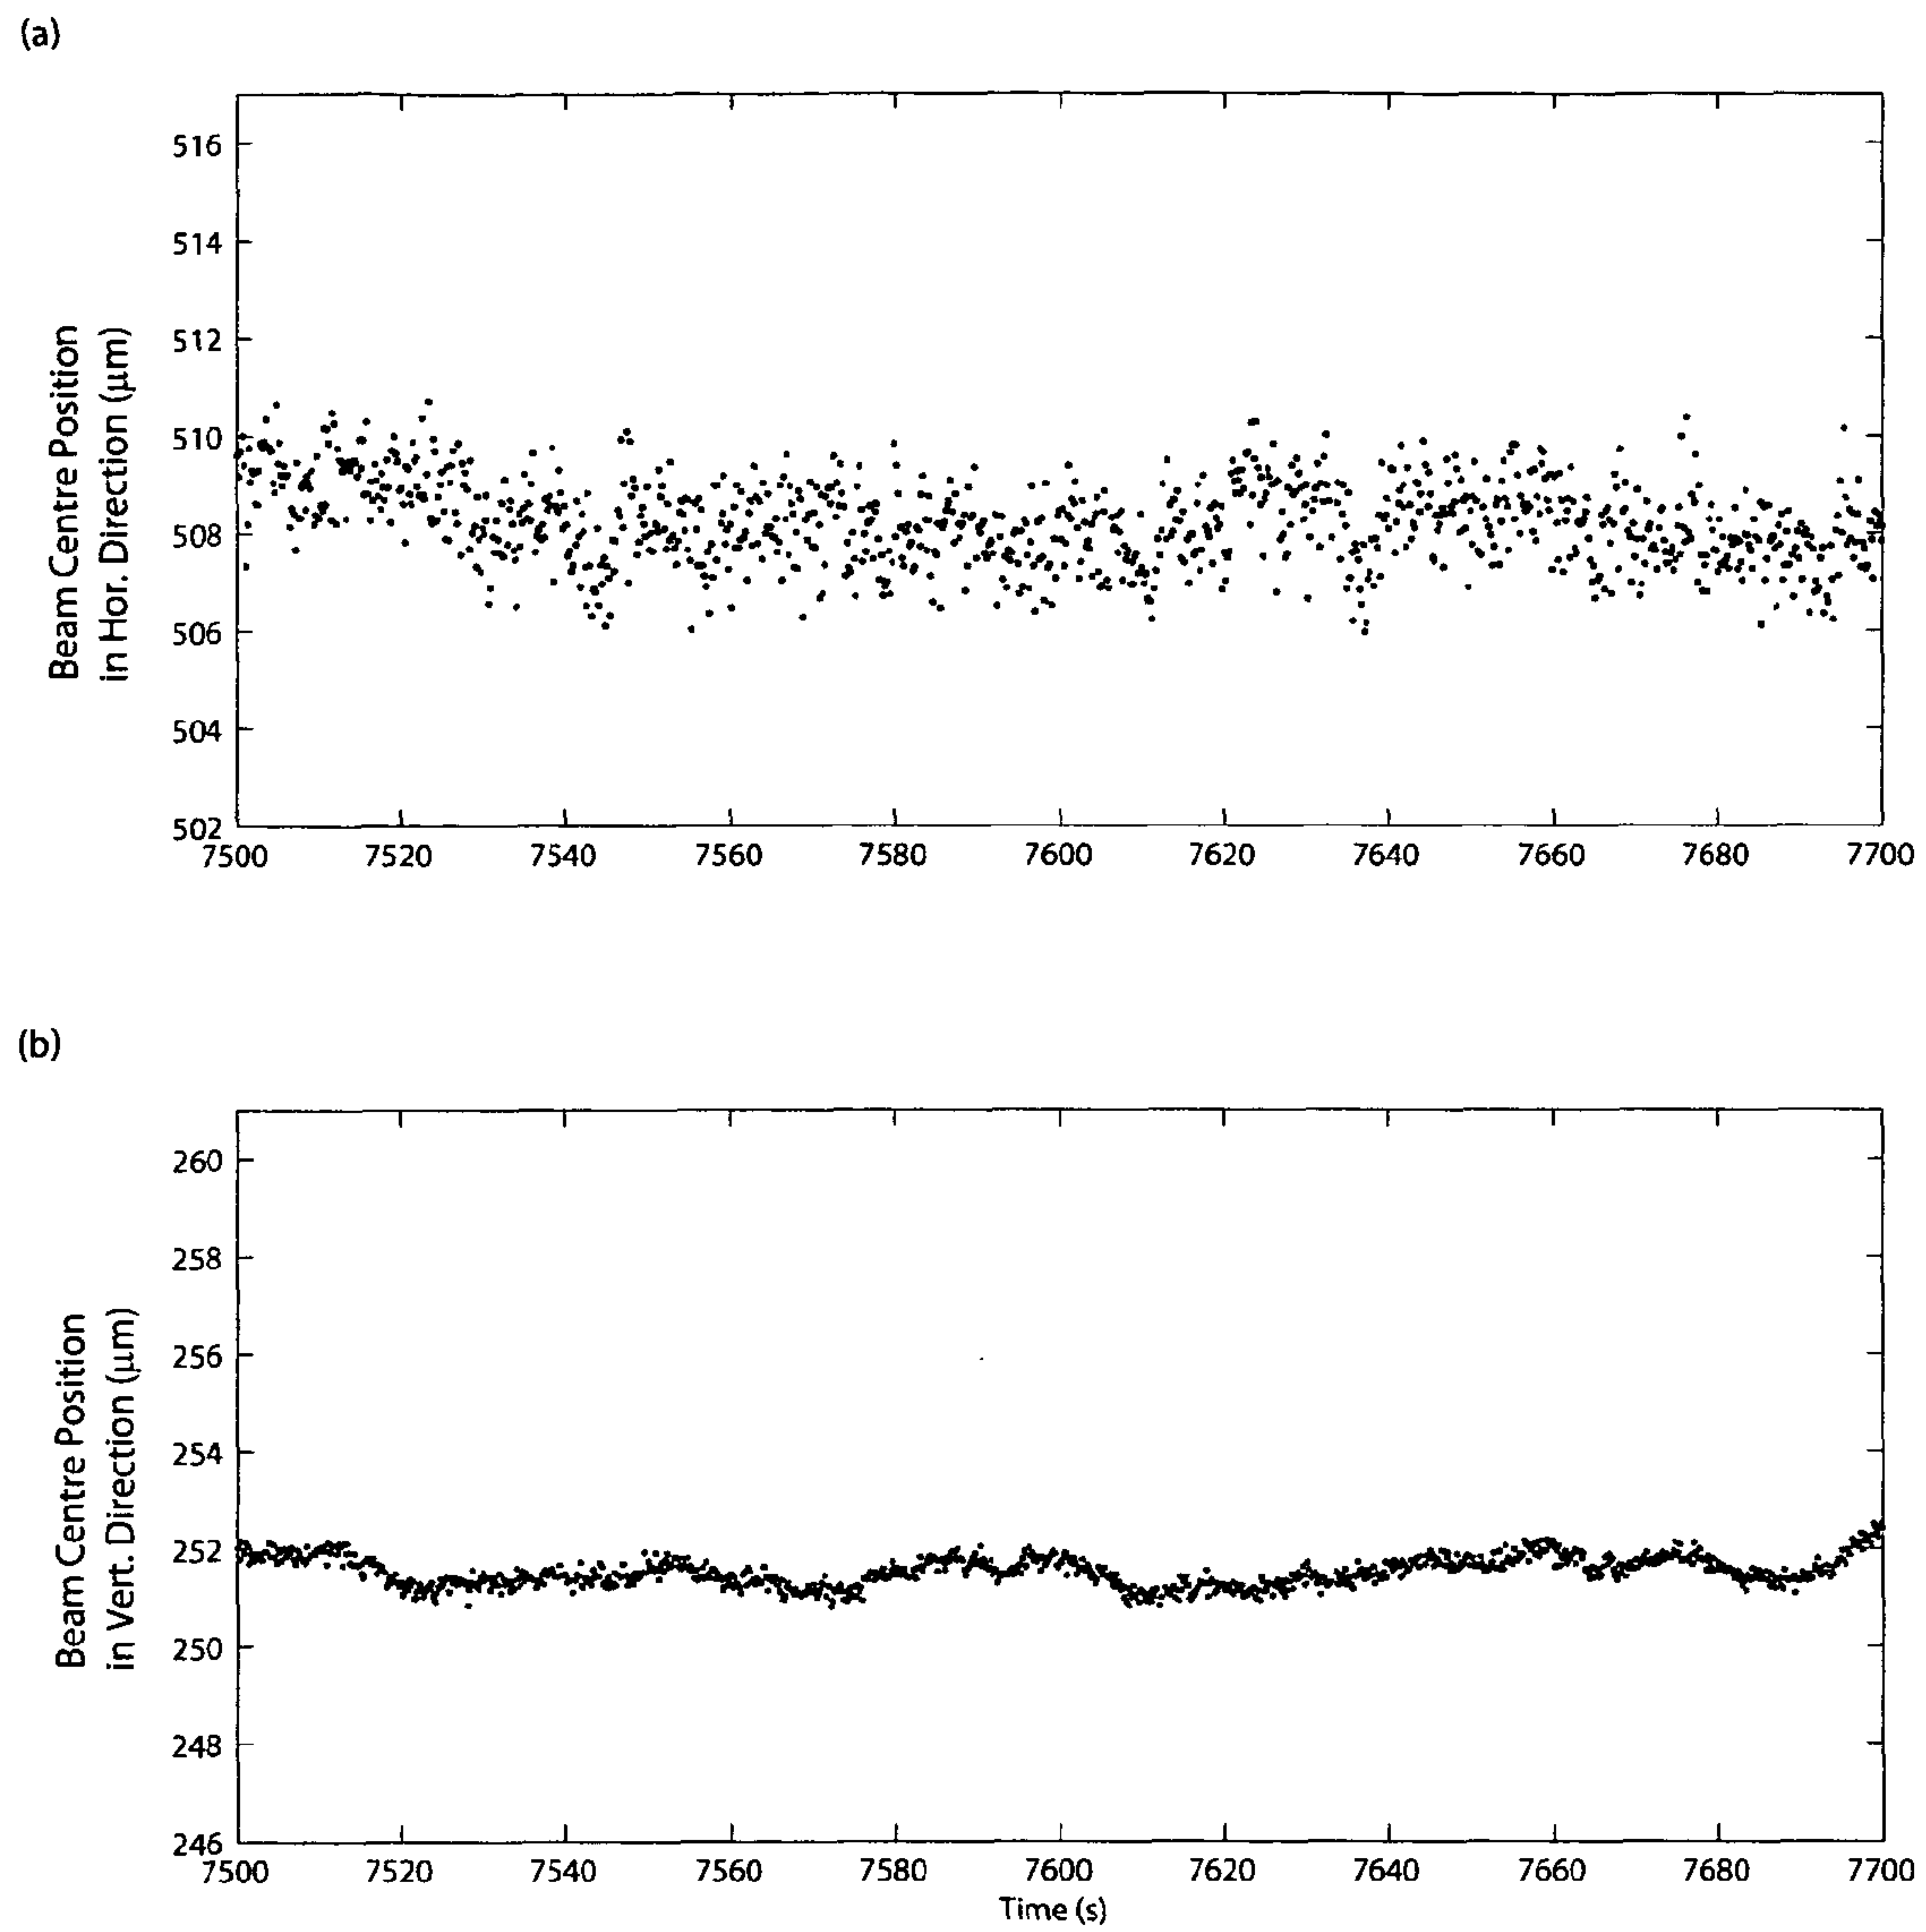 (a)
516
514
512
510
508
506
504
502
Beam Centre Position
in Hor. Direction (μm)
7500 7520 7540 7560 7580 7600 7620 7640 7660 7680 7700
(b)
260
258
256
254
252
250
248
246
Beam Centre Position
in Vert. Direction (μm)
7500 7520 7540 7560 7580 7600 7620 7640 7660 7680 7700
Time (s)